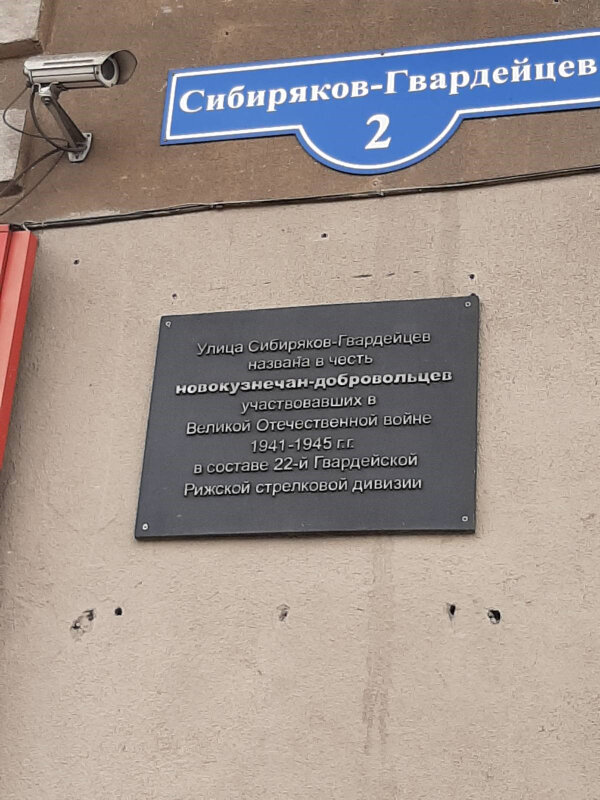 Сибиряков-Гвардейцев
2
Улица Сибиряков-Гвардейцев
названа в честь
новокузнечан-добровольцев
участвовавших в
Великой Отечественной войне
1941-1945 г.г.
в составе 22-й Гвардейской
Рижской стрелковой дивизии